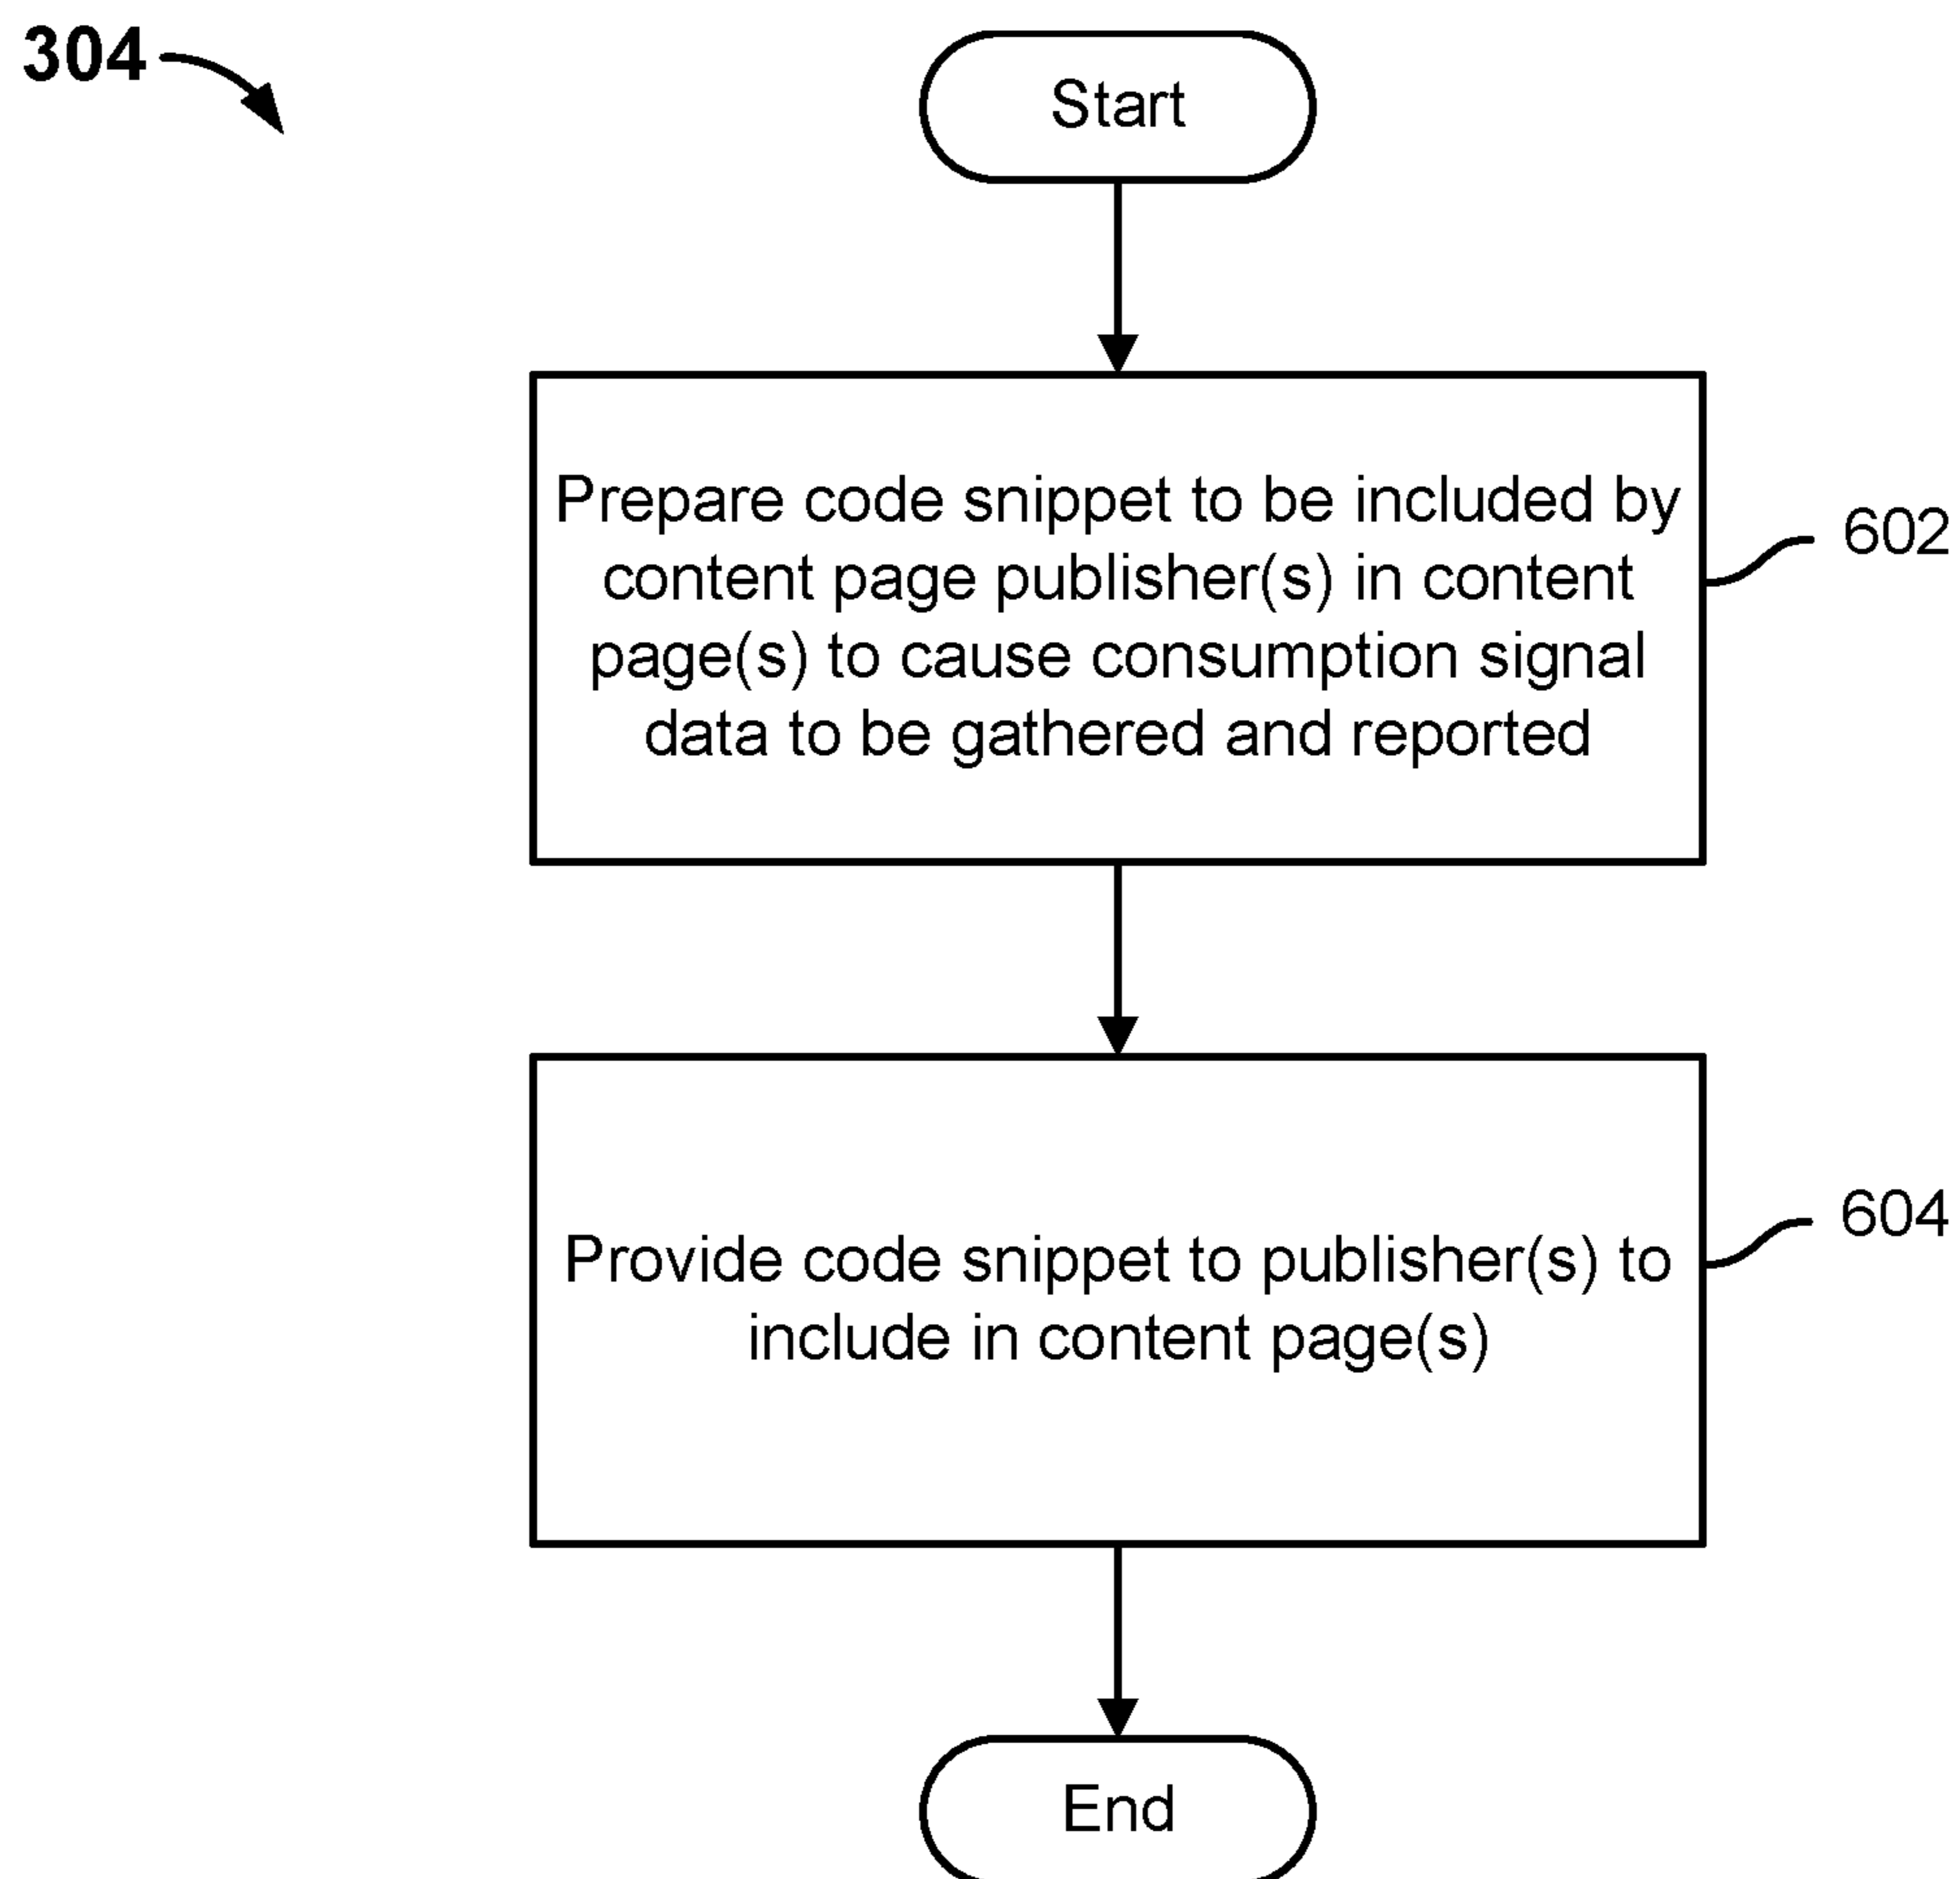 304
Start
Prepare code snippet to be included by
content page publisher(s) in content
page(s) to cause consumption signal
data to be gathered and reported
602
Provide code snippet to publisher(s) to
include in content page(s)
604
End